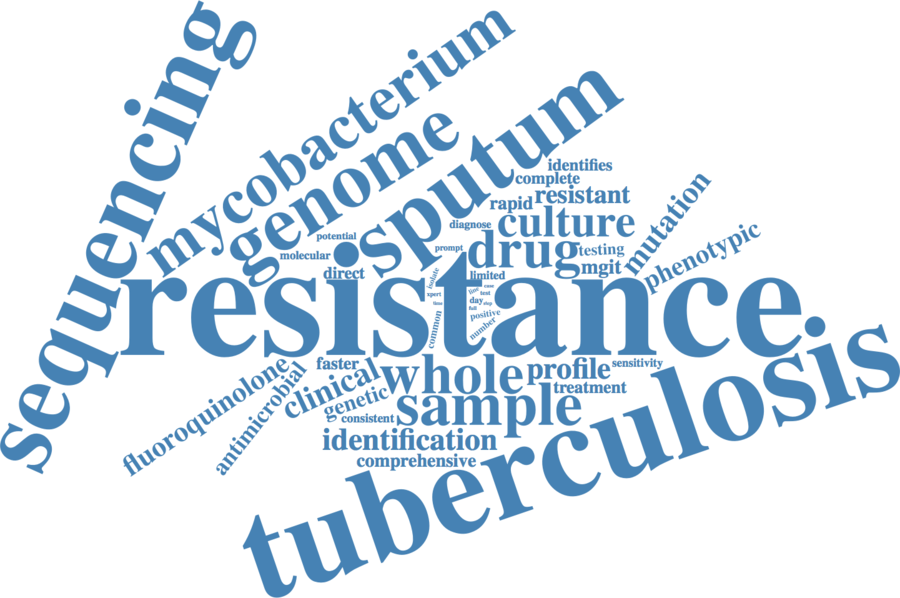 sequencing
mycobacterium
genome
sputum
identifies
complete
resistant
rapid
culture
mutation
diagnose
potential
drug
testing
prompt
molecular
mgit
phenotypic
direct
isolate
limited
resistance
xpert
line
case
test
day
time
step
full
positive
number
common
faster
sensitivity
fluoroquinolone
antimicrobial
clinical
whole
profile
treatment
genetic
sample
consistent
identification
comprehensive
tuberculosis